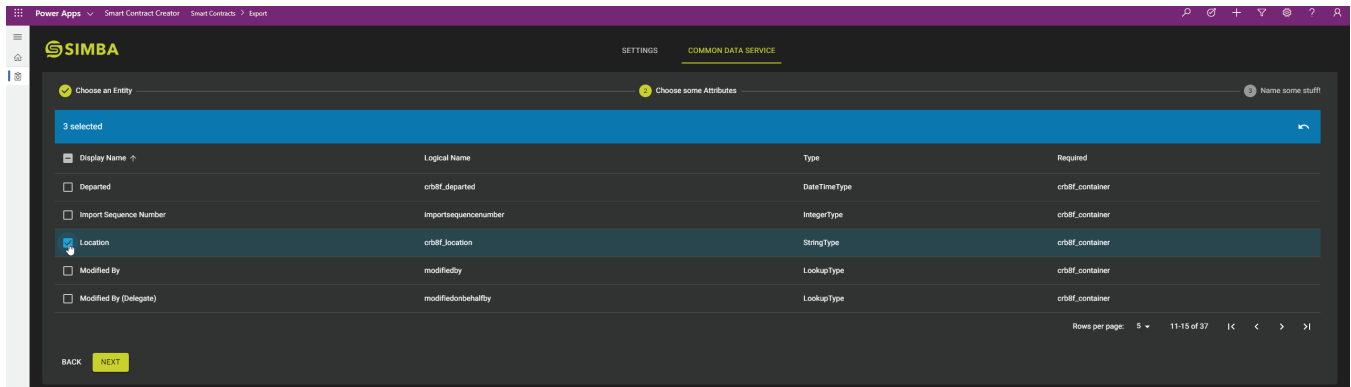 Power Apps Smart Contract Creator Smart Contracts > Export
SIMBA
SETTINGS COMMON DATA SERVICE
Choose an Entity 2 Choose some Attributes 3 Name some stuff!
3 selected
Display Name ↑ Logical Name Type Required
Departed crb8f_departed DateTimeType crb8f_container
Import Sequence Number importsequencenumber IntegerType crb8f_container
Location crb8f_location StringType crb8f_container
Modified By modifiedby LookupType crb8f_container
Modified By (Delegate) modifiedonbehalfby LookupType crb8f_container
Rows per page: 5 11-15 of 37
BACK NEXT